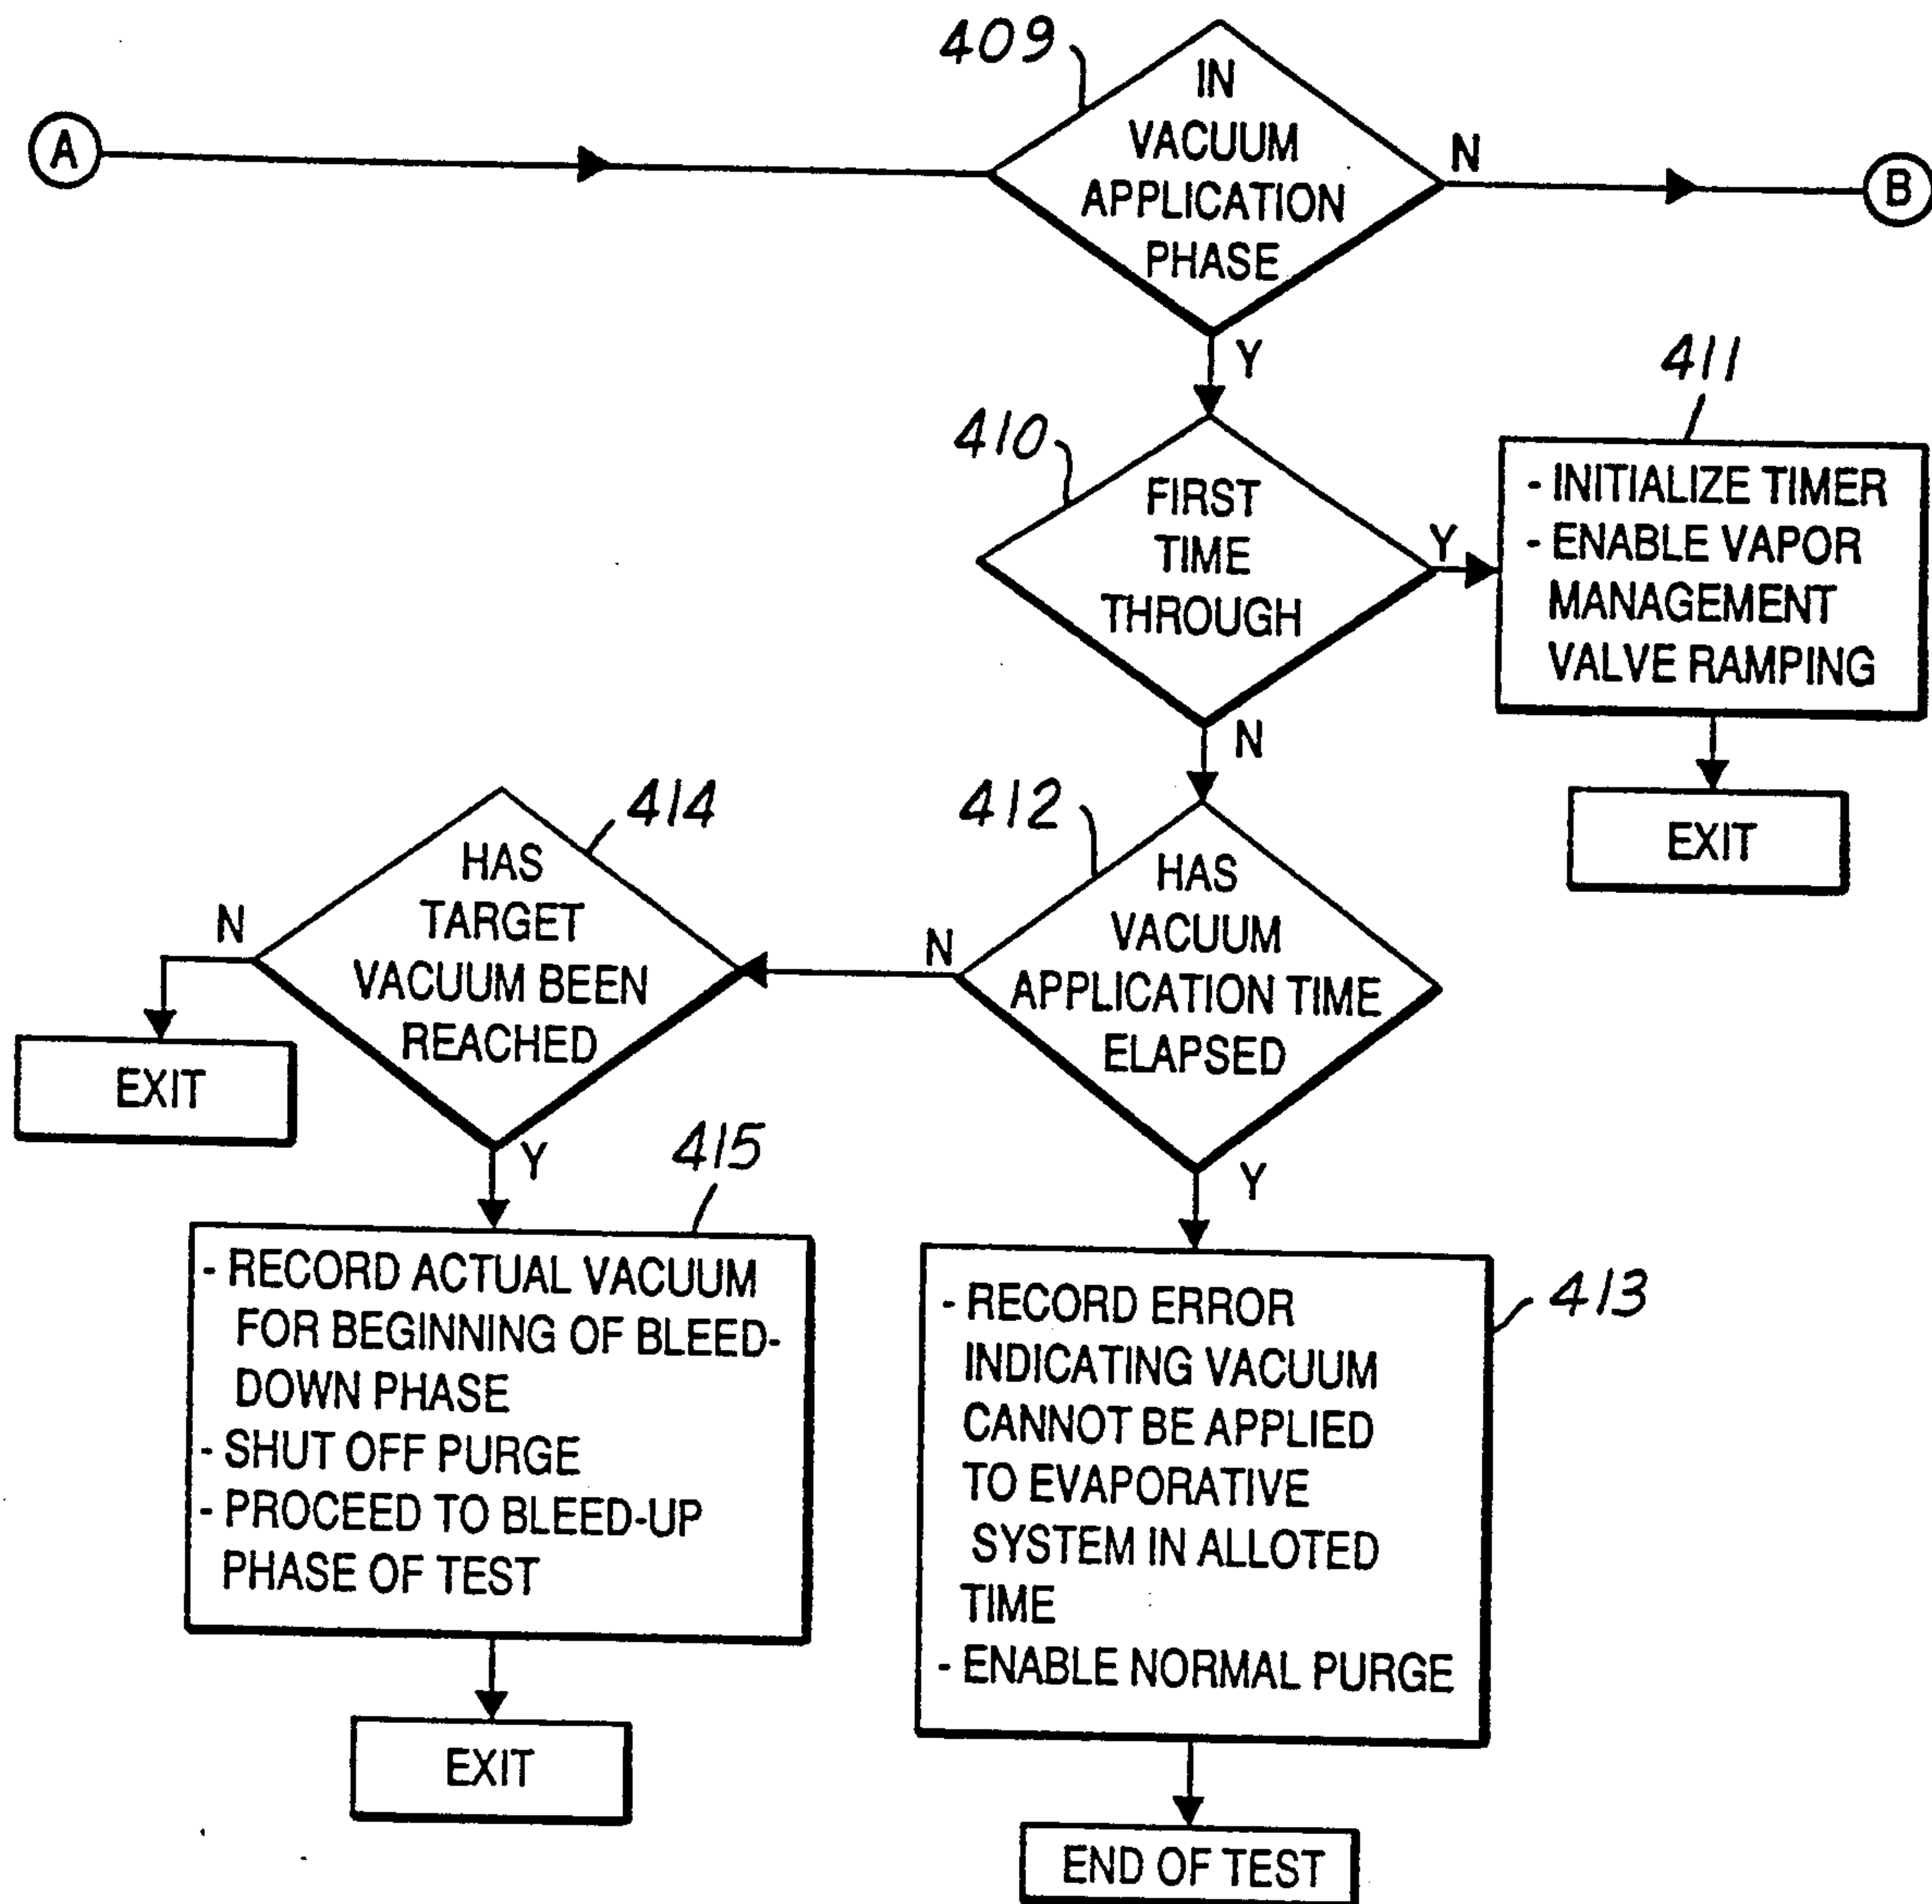 409
IN
VACUUM
APPLICATION
PHASE
A
N
B
Y
410
FIRST
TIME
THROUGH
Y
411
- INITIALIZE TIMER
- ENABLE VAPOR
MANAGEMENT
VALVE RAMPING
EXIT
N
412
HAS
VACUUM
APPLICATION TIME
ELAPSED
N
414
HAS
TARGET
VACUUM BEEN
REACHED
N
EXIT
Y
415
- RECORD ACTUAL VACUUM
FOR BEGINNING OF BLEED-
DOWN PHASE
- SHUT OFF PURGE
- PROCEED TO BLEED-UP
PHASE OF TEST
EXIT
Y
413
- RECORD ERROR
INDICATING VACUUM
CANNOT BE APPLIED
TO EVAPORATIVE
SYSTEM IN ALLOTED
TIME
- ENABLE NORMAL PURGE
END OF TEST